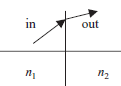 in out
n₁ n₂